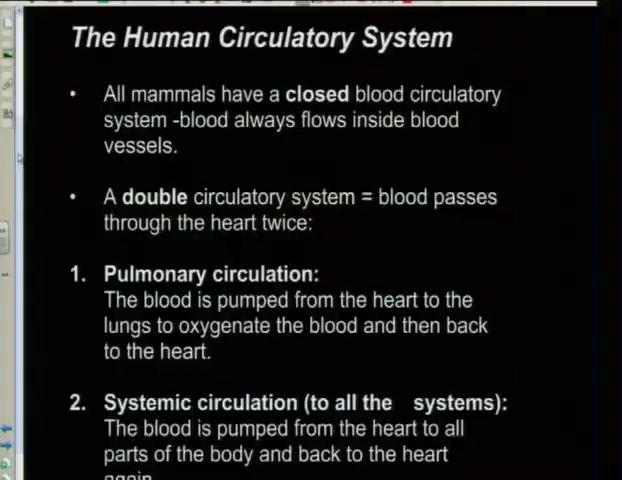 The Human Circulatory System
• All mammals have a closed blood circulatory
system -blood always flows inside blood
vessels.
• A double circulatory system = blood passes
through the heart twice:
1. Pulmonary circulation:
The blood is pumped from the heart to the
lungs to oxygenate the blood and then back
to the heart.
2. Systemic circulation (to all the systems):
The blood is pumped from the heart to all
parts of the body and back to the heart
again.